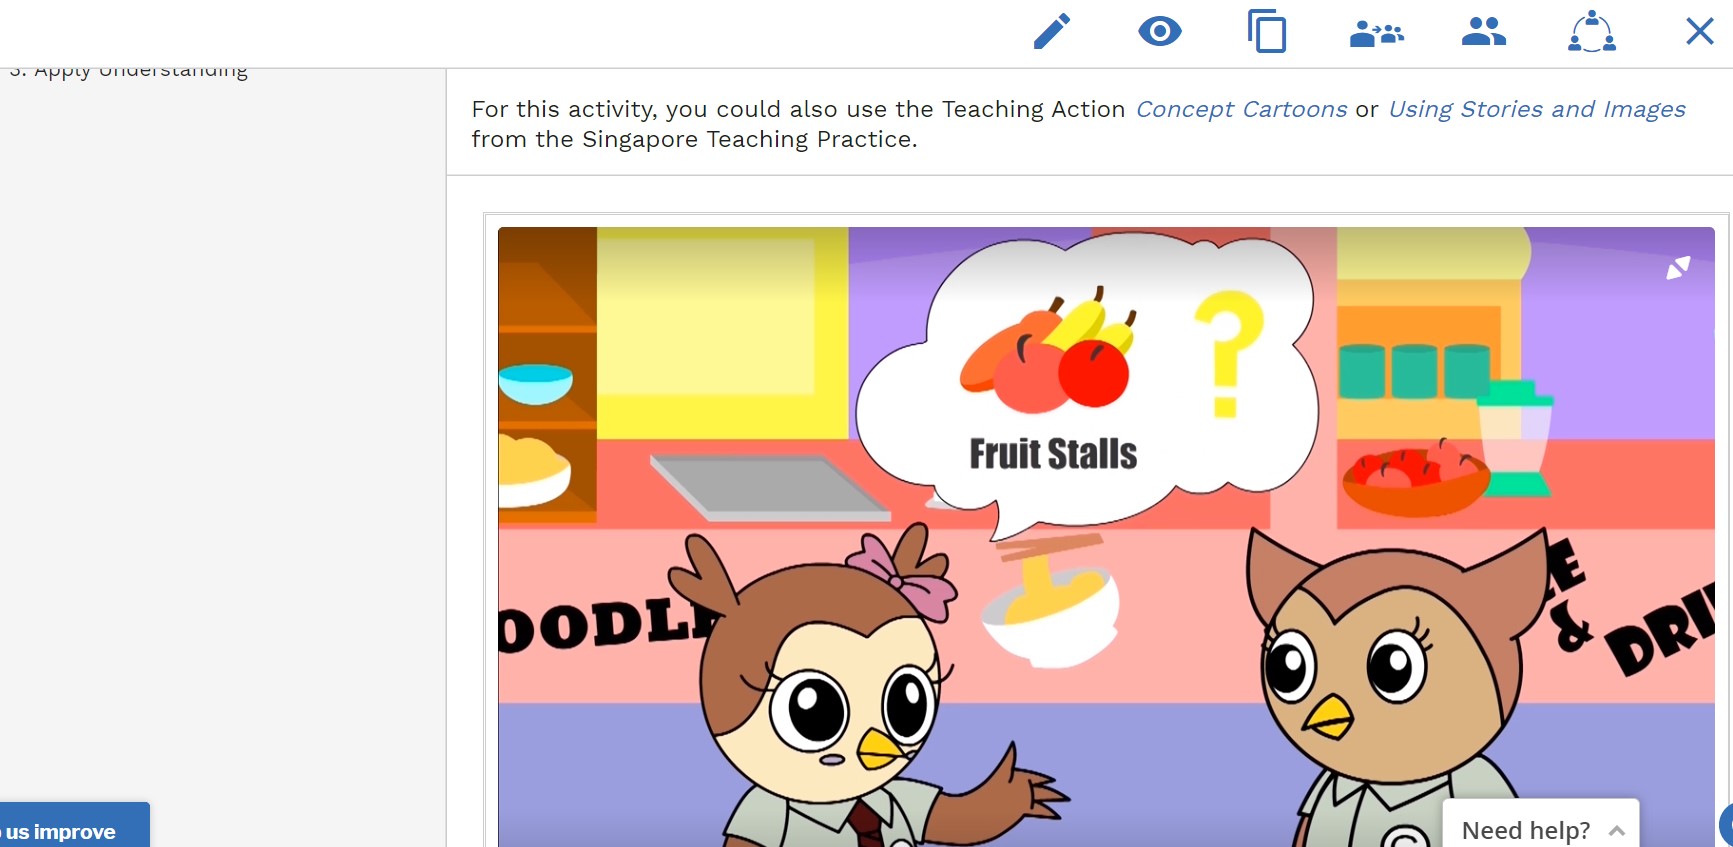 3. Apply Understanding
For this activity, you could also use the Teaching Action Concept Cartoons or Using Stories and Images
from the Singapore Teaching Practice.
Fruit Stalls
?
OODL
E
&
DRI
us improve
Need help?